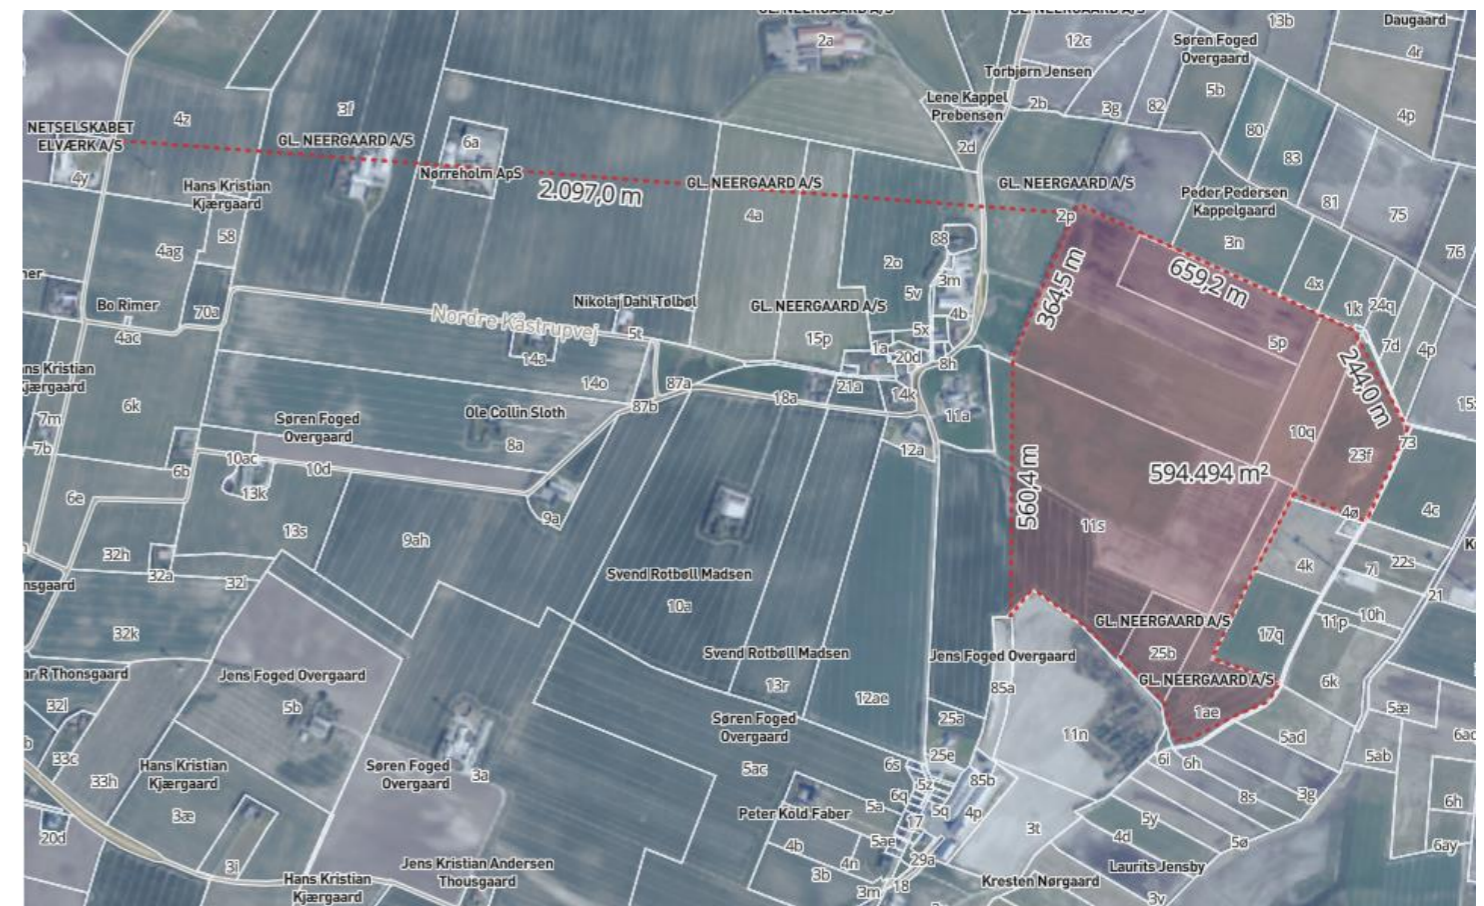 GL. NEERGAARD A/S
GL. NEERGAARD A/S
13b
Daugaard
2a
12c
Søren Foged
Overgaard
4r
Torbjørn Jensen
5b
Lene Kappel
Prebensen
2b
3g
82
4p
3f
4z
NETSELSKABET
ELVÆRK A/S
GL. NEERGAARD A/S
6a
80
2d
83
4y
Nørreholm ApS
GL. NEERGAARD A/S
GL. NEERGAARD A/S
Hans Kristian
Kjærgaard
2.097,0 m
Peder Pedersen
Kappelgaard
81
4a
2p
75
58
88
3n
4ag
2o
76
3m
364,5 m
659,2 m
4x
Bo Rimer
70a
Nikolaj Dahl-Tølbøl
GL. NEERGAARD A/S
5v
4b
1k
24q
Nordre Kåstrupvej
5t
15p
5x
5p
7d
4p
4ac
1a
20d
8h
14a
14o
87a
21a
244,0 m
6k
87b
18a
14k
7m
Søren Foged
Overgaard
Ole Collin Sloth
11a
10q
73
7b
8a
12a
23f
10ac
10d
6b
594.494 m²
13k
560,4 m
6e
9a
4ø
4c
13s
9ah
11s
32h
4k
22s
32a
7l
Svend Rotbøll Madsen
21
10a
10h
32k
GL. NEERGAARD A/S
11p
17q
Svend Rotbøll Madsen
Jens Foged Overgaard
25b
ar R Thonsgaard
Jens Foged Overgaard
13r
85a
GL. NEERGAARD A/S
6k
32l
5b
12ae
1ae
5æ
Søren Foged
Overgaard
25a
11n
5ad
33c
25e
6i
6h
5ab
Hans Kristian
Kjærgaard
Søren Foged
Overgaard
3a
5ac
6s
33h
85b
5z
6q
8s
3g
6h
3æ
5a
5q
4p
Peter Kold Faber
17
5y
3t
20d
4d
5ø
5ae
4b
6ay
29a
3i
4n
Jens Kristian Andersen
Thousgaard
3b
Laurits Jensby
Hans Kristian
Kjærgaard
3m
18
Kresten Nørgaard
3v